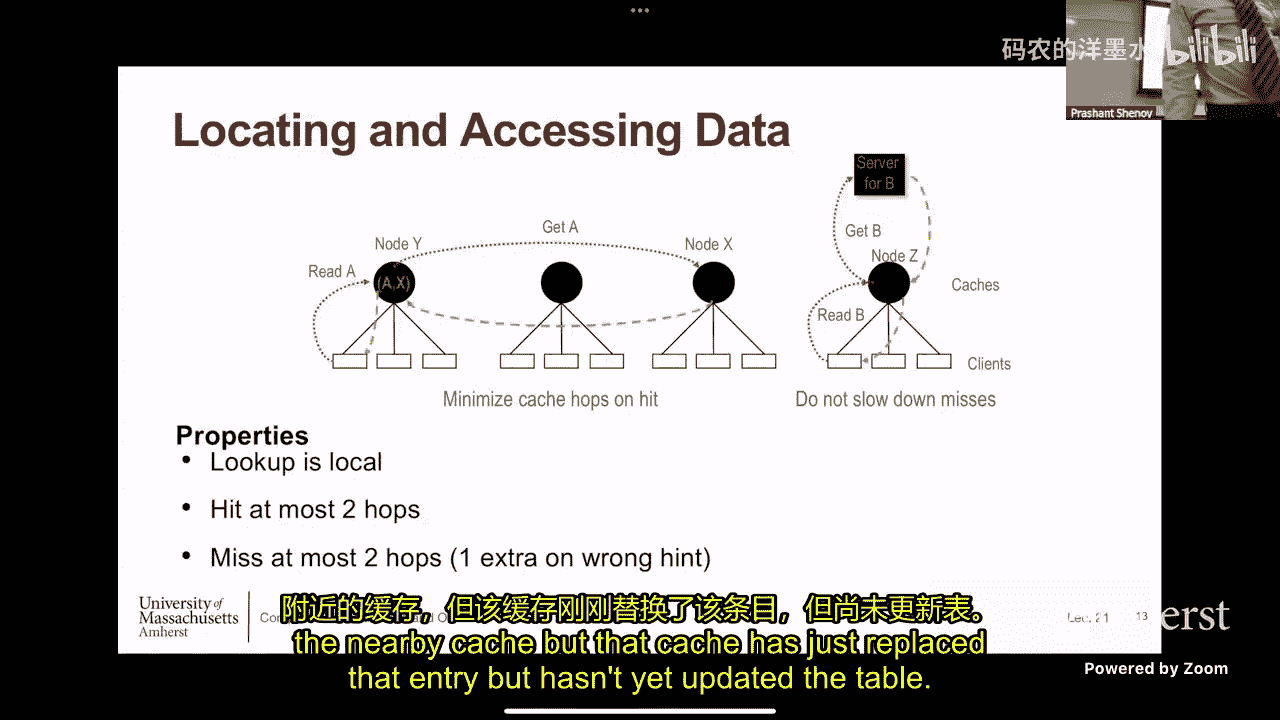 码农的洋墨水
bilibili
Prashant Shenoy
Locating and Accessing Data
Server
for B
Get A
Get B
Node Y
Node X
Node Z
Read A
(A,X)
Caches
Read B
Clients
Minimize cache hops on hit
Do not slow down misses
Properties
• Lookup is local
• Hit at most 2 hops
• Miss at most 2 hops (1 extra on wrong hint)
University of
Massachusetts
Amherst
Lec. 21
13
erst
附近的缓存，但该缓存刚刚替换了该条目，但尚未更新表。
the nearby cache but that cache has just replaced
that entry but hasn't yet updated the table.
Powered by Zoom